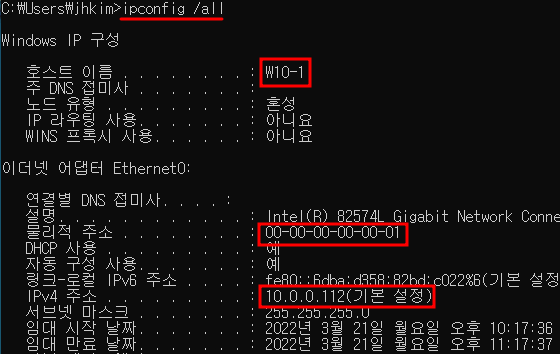 C:\Users\jhkim>ipconfig /all
Windows IP 구성
호스트 이름 . . . . . . . . : W10-1
주 DNS 접미사 . . . . . . . :
노드 유형 . . . . . . . . . : 혼성
IP 라우팅 사용. . . . . . . : 아니요
WINS 프록시 사용. . . . . . : 아니요
이더넷 어댑터 Ethernet0:
연결별 DNS 접미사. . . . :
설명. . . . . . . . . . . . : Intel(R) 82574L Gigabit Network Conne
물리적 주소 . . . . . . . . : 00-00-00-00-00-01
DHCP 사용 . . . . . . . . . : 예
자동 구성 사용. . . . . . . : 예
링크-로컬 IPv6 주소 . . . . : fe80::6dba:d358:82bd:c022%6(기본 설정
IPv4 주소 . . . . . . . . . : 10.0.0.112(기본 설정)
서브넷 마스크 . . . . . . . : 255.255.255.0
임대 시작 날짜. . . . . . . : 2022년 3월 21일 월요일 오후 10:17:36
임대 만료 날짜. . . . . . . : 2022년 3월 21일 월요일 오후 11:17:37